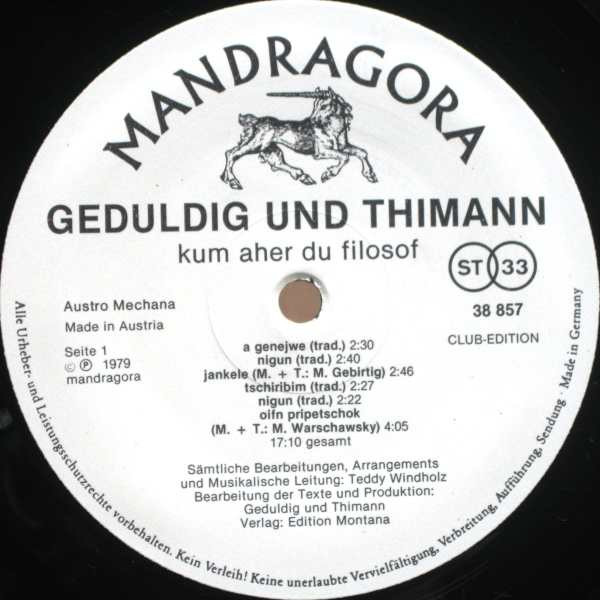 MANDRAGORA
GEDULDIG UND THIMANN
kum aher du filosof
Austro Mechana
Made in Austria
Seite 1
© Ⓟ 1979
mandragora
ST 33
38 857
CLUB-EDITION
a genejwe (trad.) 2:30
nigun (trad.) 2:40
jankele (M. + T.: M. Gebirtig) 2:46
tschiribim (trad.) 2:27
nigun (trad.) 2:22
oifn pripetschok
(M. + T.: M. Warschawsky) 4:05
17:10 gesamt
Sämtliche Bearbeitungen, Arrangements
und Musikalische Leitung: Teddy Windholz
Bearbeitung der Texte und Produktion:
Geduldig und Thimann
Verlag: Edition Montana
Alle Urheber- und Leistungsschutzrechte vorbehalten. Kein Verleih! Keine unerlaubte Vervielfältigung, Verbreitung, Aufführung, Sendung · Made in Germany